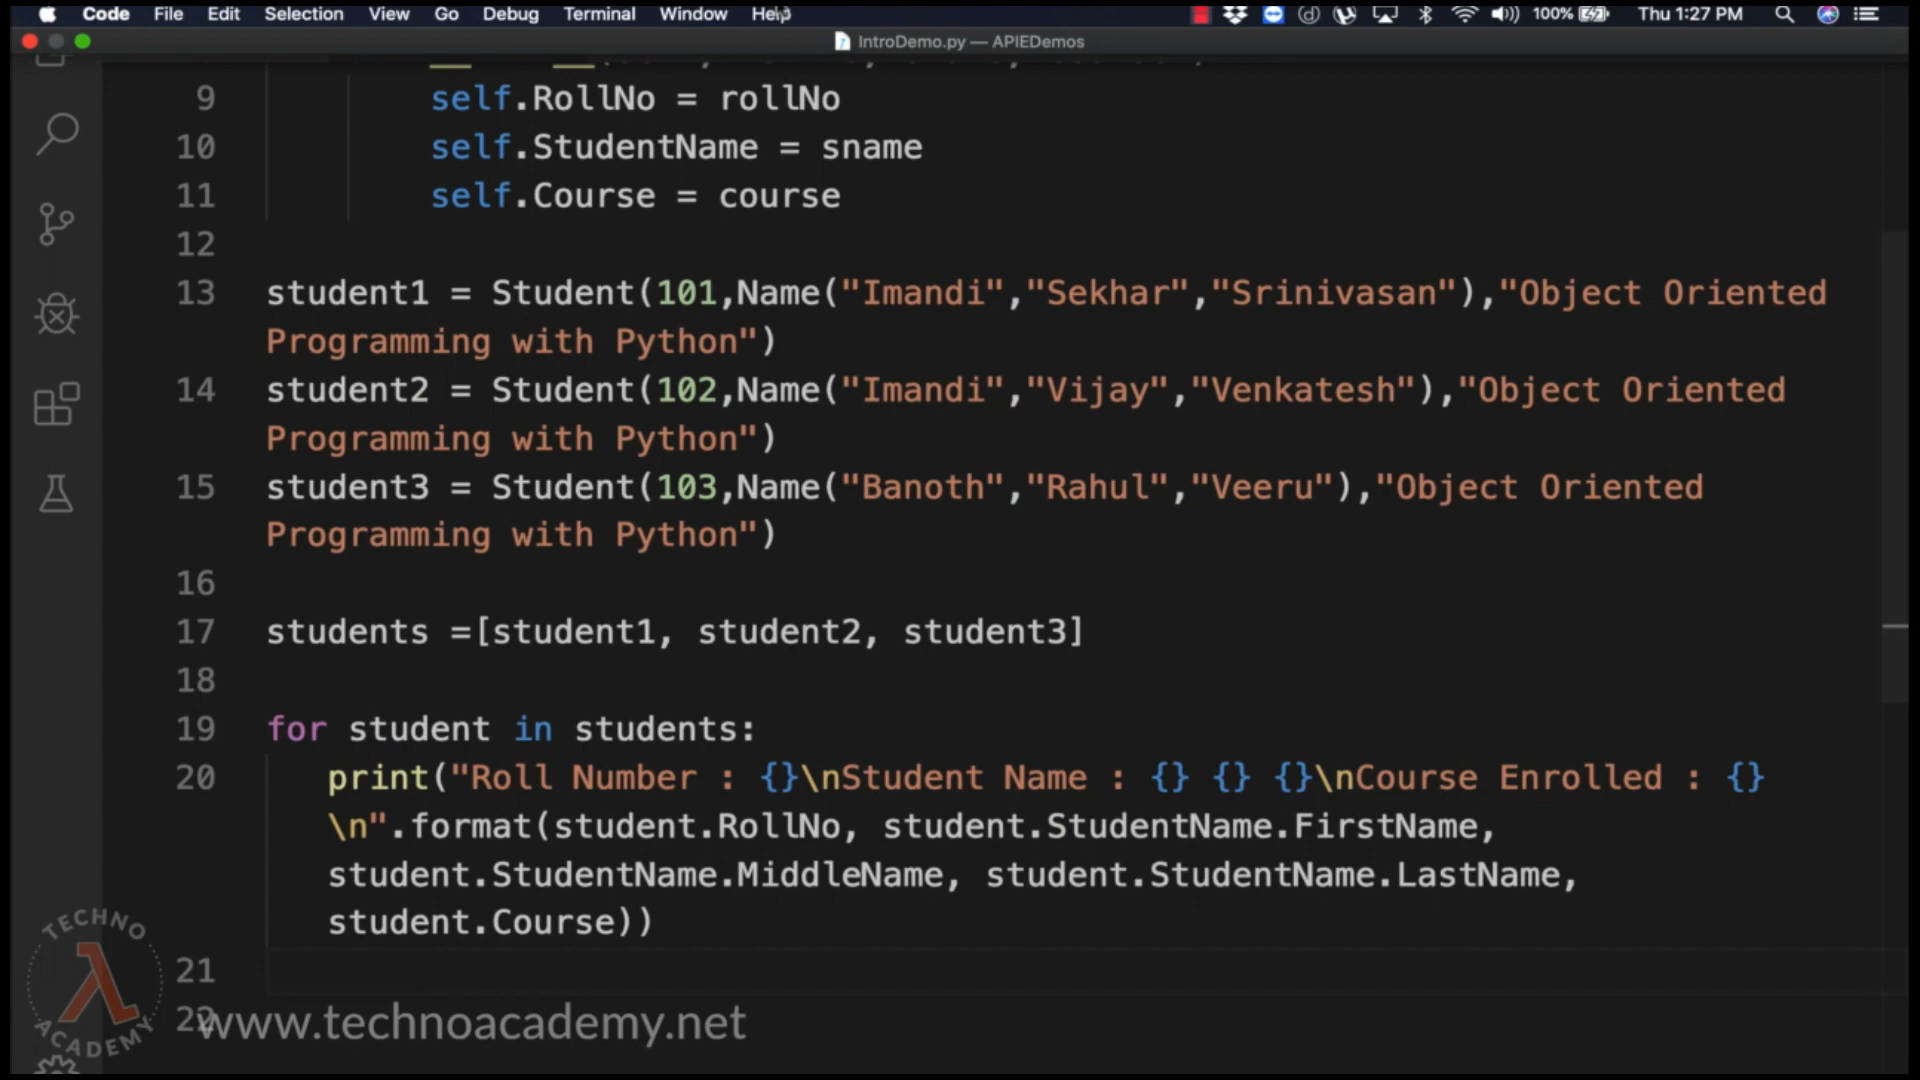 Code File Edit Selection View Go Debug Terminal Window Help 100% Thu 1:27 PM
IntroDemo.py — APIEDemos
9 self.RollNo = rollNo
10 self.StudentName = sname
11 self.Course = course
12
13 student1 = Student(101,Name("Imandi","Sekhar","Srinivasan"),"Object Oriented
Programming with Python")
14 student2 = Student(102,Name("Imandi","Vijay","Venkatesh"),"Object Oriented
Programming with Python")
15 student3 = Student(103,Name("Banoth","Rahul","Veeru"),"Object Oriented
Programming with Python")
16
17 students =[student1, student2, student3]
18
19 for student in students:
20 print("Roll Number : {}\nStudent Name : {} {} {}\nCourse Enrolled : {}
\n".format(student.RollNo, student.StudentName.FirstName,
student.StudentName.MiddleName, student.StudentName.LastName,
student.Course))
21
22
TECHNO
ACADEMY
www.technoacademy.net